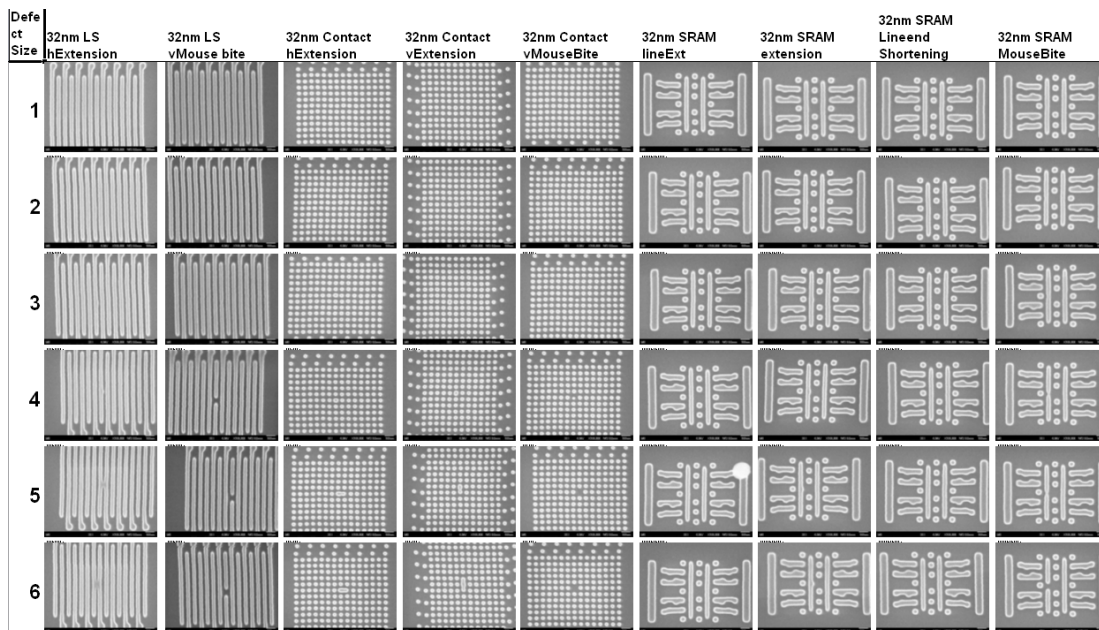 Defe
ct
Size
32nm LS
hExtension
32nm LS
vMouse bite
32nm Contact
hExtension
32nm Contact
vExtension
32nm Contact
vMouseBite
32nm SRAM
lineExt
32nm SRAM
extension
32nm SRAM
Lineend
Shortening
32nm SRAM
MouseBite
1
2
3
4
5
6